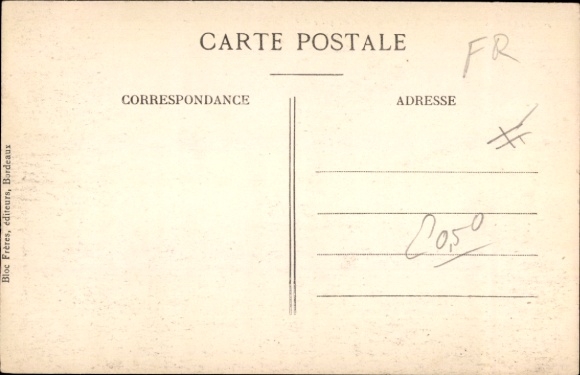 CARTE POSTALE
FR
CORRESPONDANCE
ADRESSE
0,50
Bloc Frères, éditeurs, Bordeaux